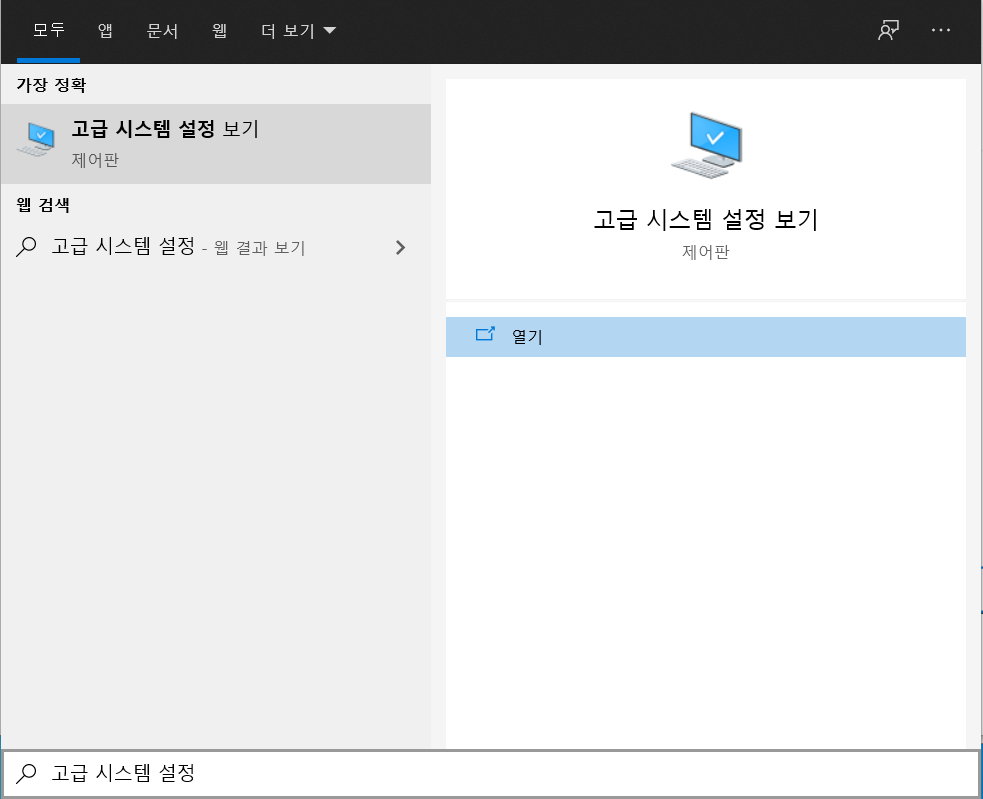 모두 앱 문서 웹 더 보기
가장 정확
고급 시스템 설정 보기
제어판
웹 검색
고급 시스템 설정 - 웹 결과 보기
고급 시스템 설정 보기
제어판
열기
고급 시스템 설정